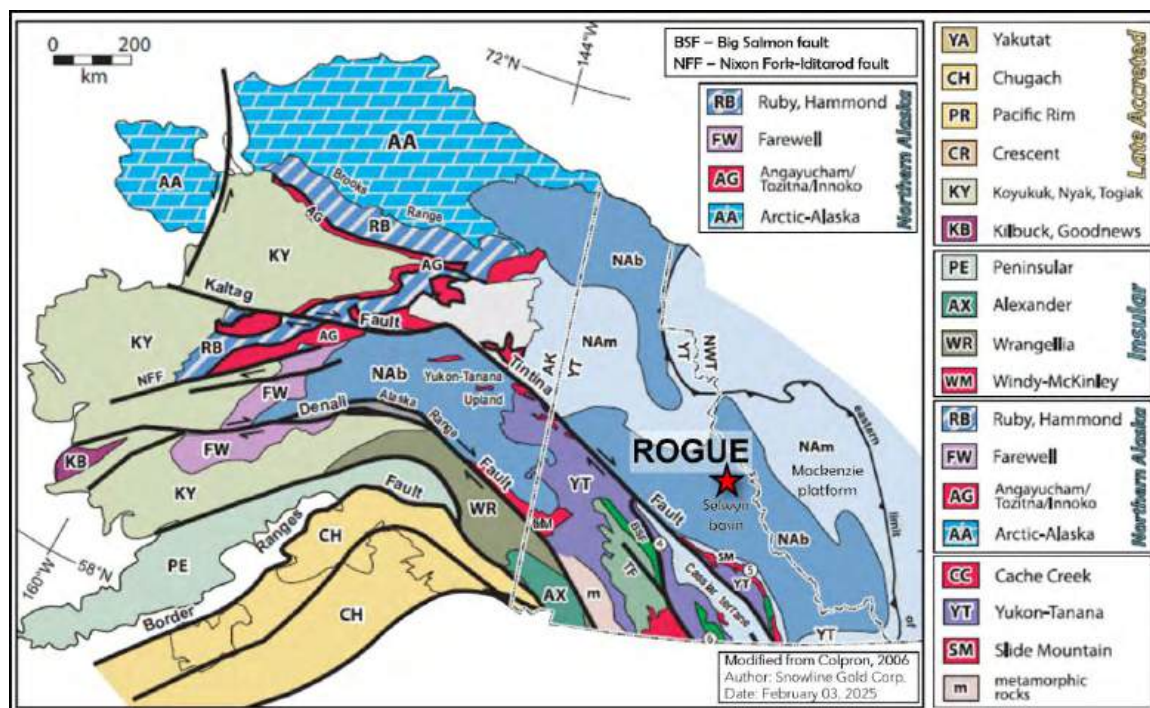 0 200
km
72°N
144°W
BSF – Big Salmon fault
NFF – Nixon Fork-Iditarod fault
RB Ruby, Hammond
FW Farewell
AG Angayucham/
Tozitna/Innoko
AA Arctic-Alaska
Northern Alaska
AA
AA
Brooks
Range
AG
RB
KY
AG
NAb
Kaltag
Fault
NAm
AK
YT
NWT
YT
KY
RB
AG
NFF
FW
NAb
Yukon-Tanana
Upland
Tintina
eastern
Denali
Alaska
Range
ROGUE
NAm
Mackenzie
platform
KB
FW
Fault
YT
Selwyn
basin
KY
WR
Fault
limit
Fault
BSF
NAb
Ranges
CH
SM
TF
Cassiar terrane
YT
160°W
58°N
PE
AX
m
Border
CH
YT
of
Modified from Colpron, 2006
Author: Snowline Gold Corp.
Date: February 03, 2025
YA Yakutat
CH Chugach
PR Pacific Rim
CR Crescent
KY Koyukuk, Nyak, Togiak
KB Kilbuck, Goodnews
Late Accreted
PE Peninsular
AX Alexander
WR Wrangellia
WM Windy-McKinley
Insular
RB Ruby, Hammond
FW Farewell
AG Angayucham/
Tozitna/Innoko
AA Arctic-Alaska
Northern Alaska
CC Cache Creek
YT Yukon-Tanana
SM Slide Mountain
m metamorphic
rocks